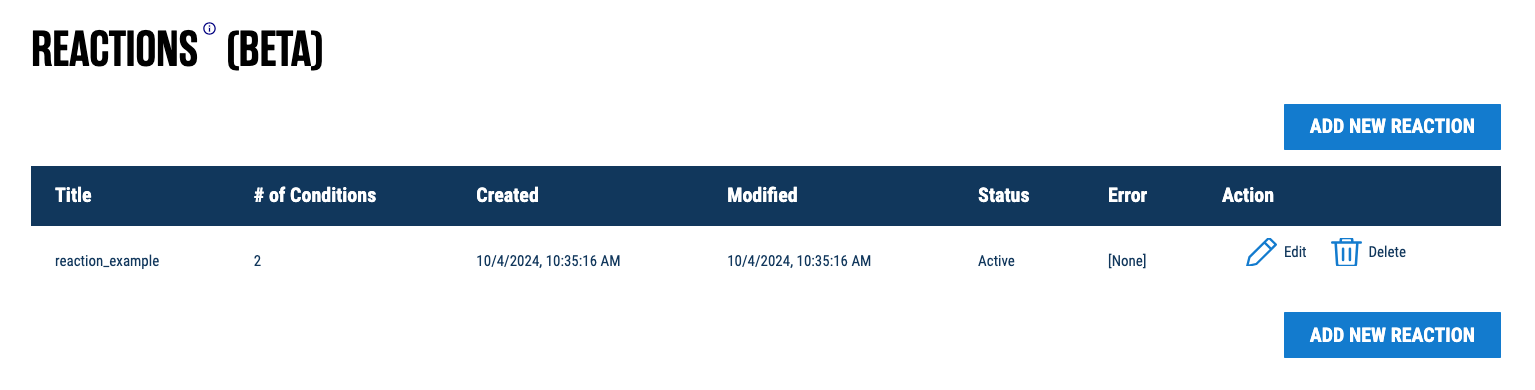 REACTIONS (BETA)
ADD NEW REACTION
Title # of Conditions Created Modified Status Error Action
reaction_example 2 10/4/2024, 10:35:16 AM 10/4/2024, 10:35:16 AM Active [None] Edit Delete
ADD NEW REACTION